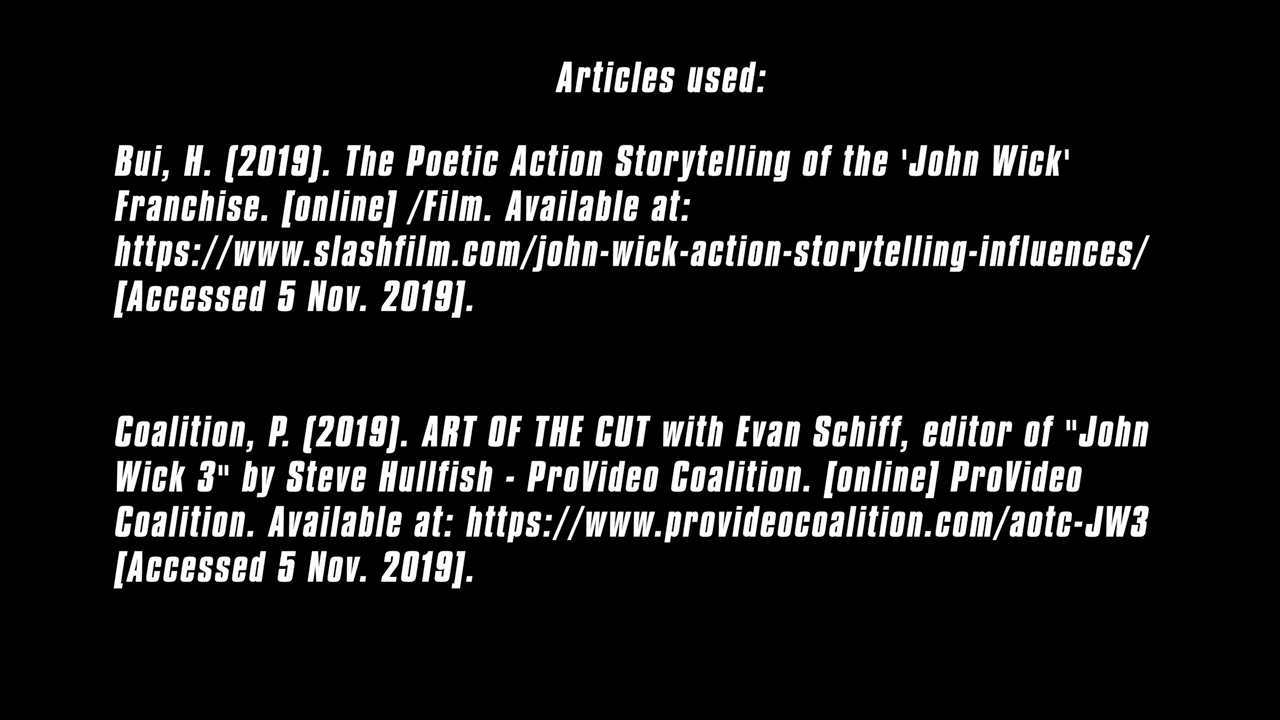 Articles used:
Bui, H. (2019). The Poetic Action Storytelling of the 'John Wick'
Franchise. [online] /Film. Available at:
https://www.slashfilm.com/john-wick-action-storytelling-influences/
[Accessed 5 Nov. 2019].
Coalition, P. (2019). ART OF THE CUT with Evan Schiff, editor of "John
Wick 3" by Steve Hullfish - ProVideo Coalition. [online] ProVideo
Coalition. Available at: https://www.provideocoalition.com/aotc-JW3
[Accessed 5 Nov. 2019].